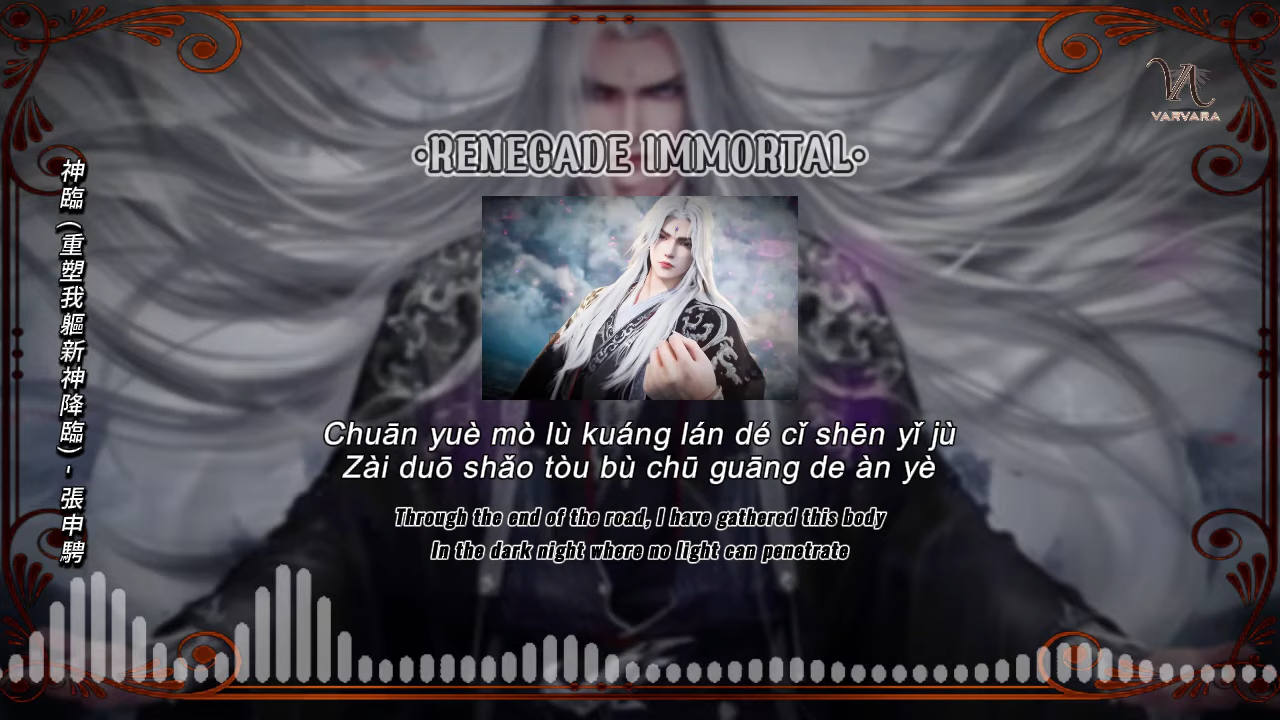 VA
VARVARA
•RENEGADE IMMORTAL•
神臨 (重塑我軀新神降臨) - 張申騁
Chuān yuè mò lù kuáng lán dé cǐ shēn yǐ jù
Zài duō shǎo tòu bù chū guāng de àn yè
Through the end of the road, I have gathered this body
In the dark night where no light can penetrate